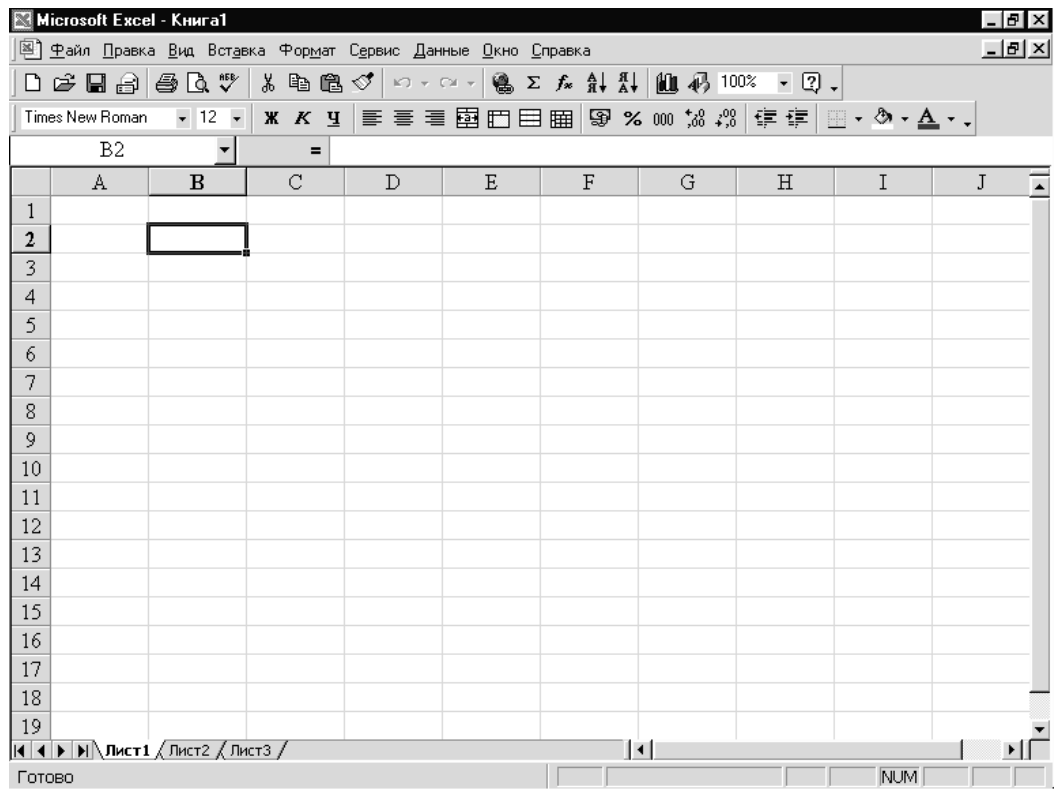 Microsoft Excel - Книга1
Файл Правка Вид Вставка Формат Сервис Данные Окно Справка
100%
Times New Roman 12 Ж К Ч % 000
B2 =
A B C D E F G H I J
1
2
3
4
5
6
7
8
9
10
11
12
13
14
15
16
17
18
19
Лист1 Лист2 Лист3
Готово NUM